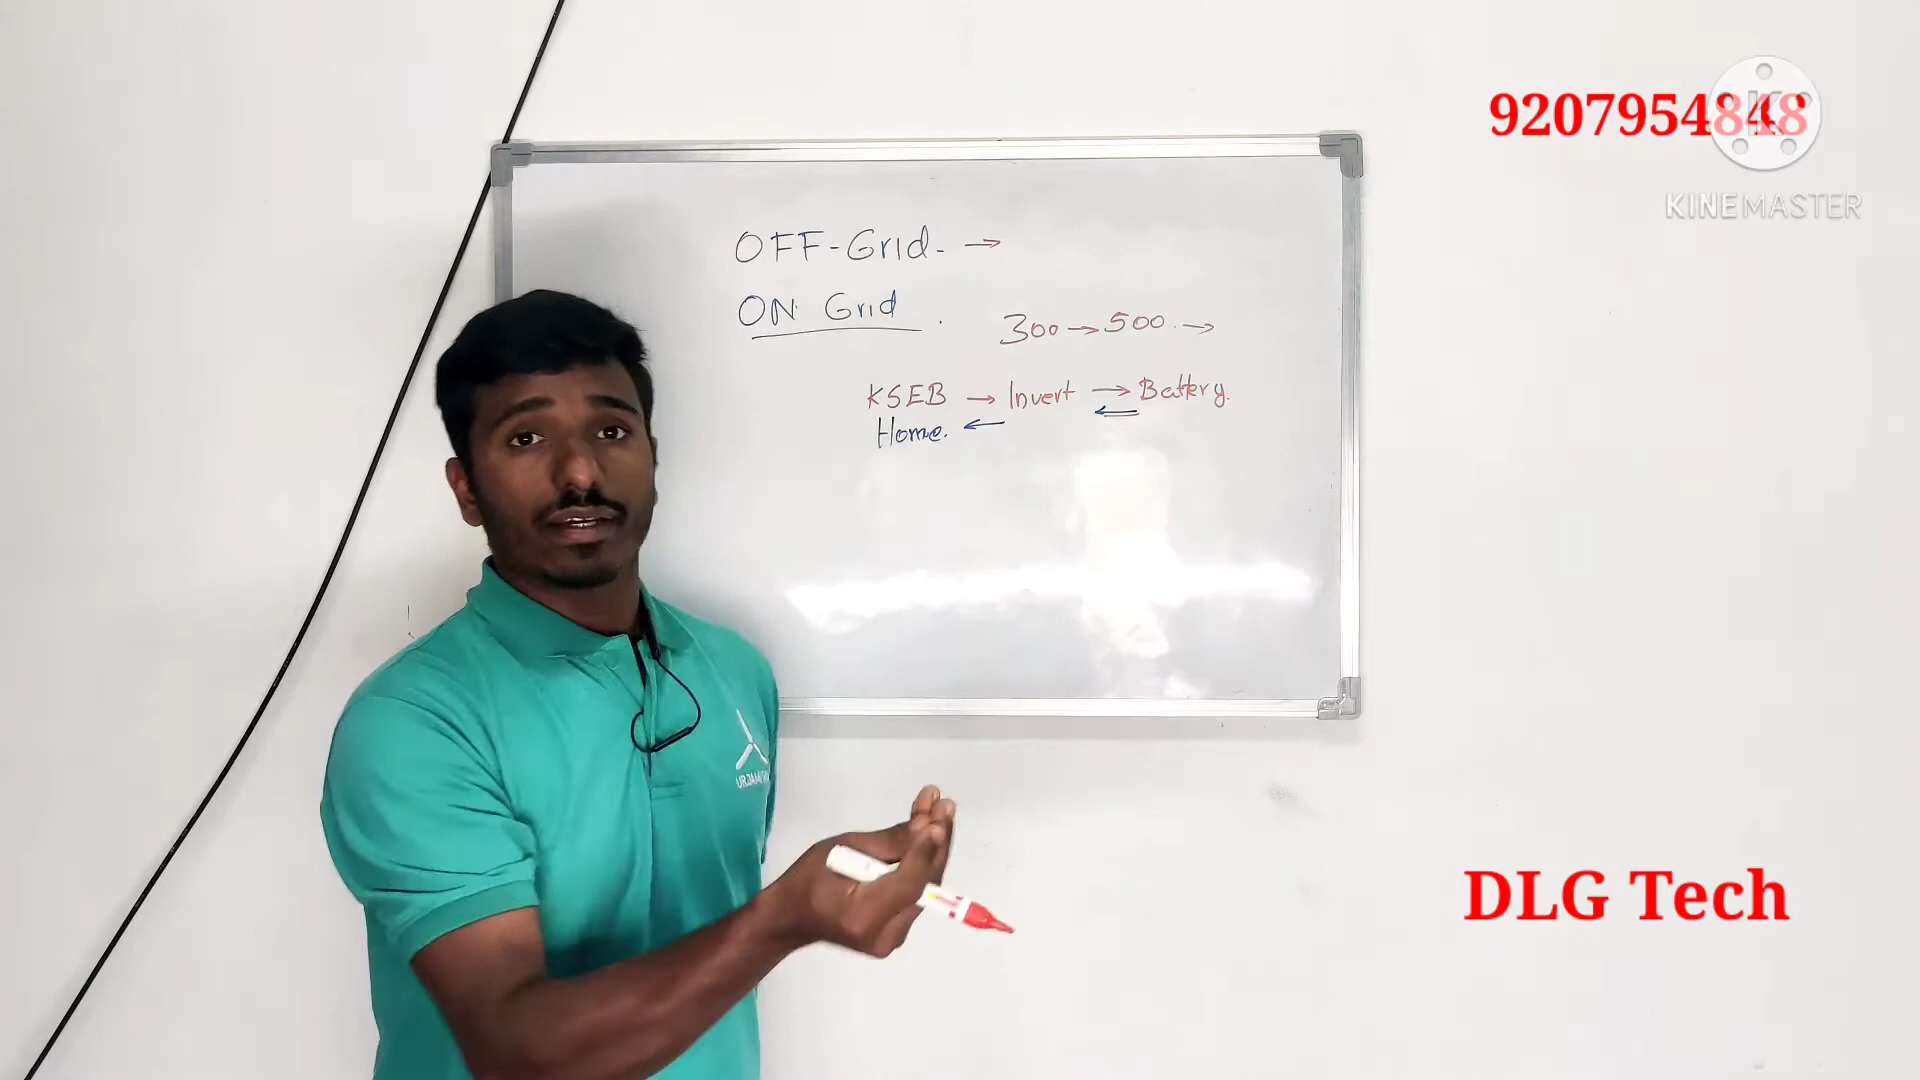 9207954848
KINEMASTER
OFF-Grid- →
ON Grid
300 → 500 →
KSEB → Invert → Battery.
Home. ← ←
DLG Tech